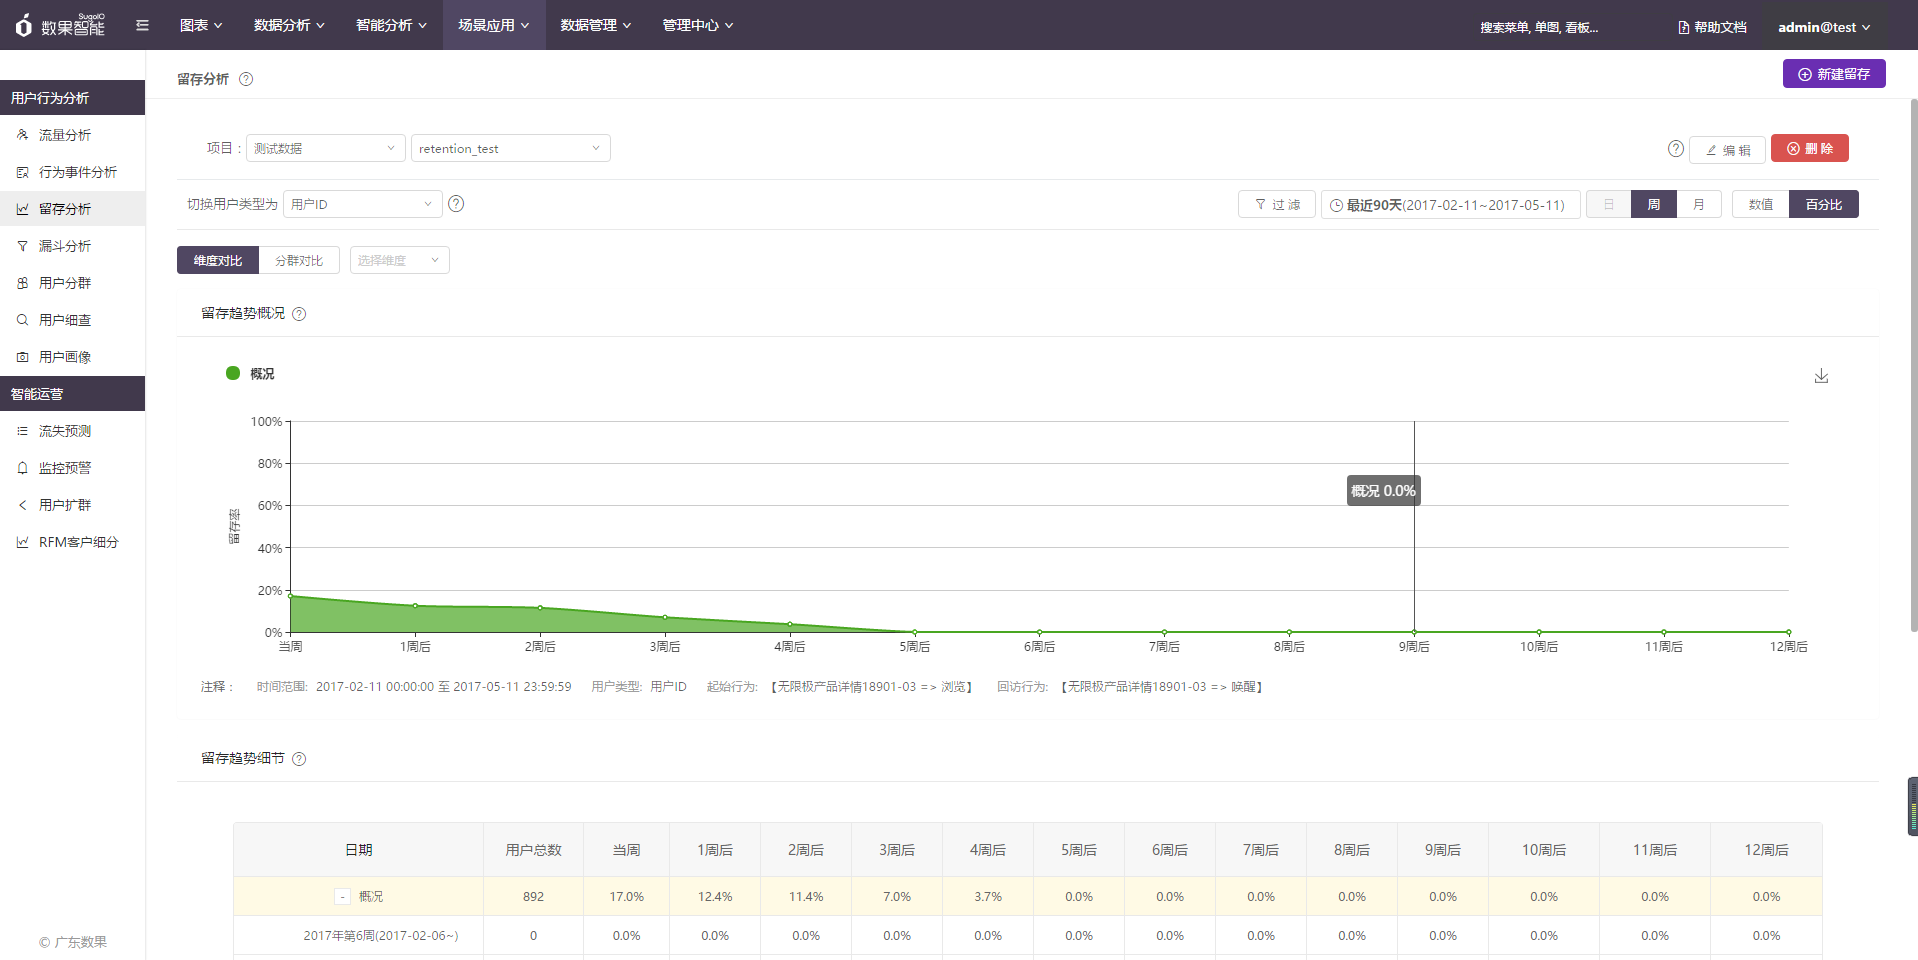 SugoIO
数果智能
图表 数据分析 智能分析 场景应用 数据管理 管理中心 搜索菜单, 单图, 看板... 帮助文档 admin@test
用户行为分析
流量分析
行为事件分析
留存分析
漏斗分析
用户分群
用户细查
用户画像
智能运营
流失预测
监控预警
用户扩群
RFM客户细分
© 广东数果
留存分析 ? 新建留存
项目 : 测试数据 retention_test ? 编 辑 删 除
切换用户类型为 用户ID ? 过 滤 最近90天(2017-02-11~2017-05-11) 日 周 月 数值 百分比
维度对比 分群对比 选择维度
留存趋势概况 ?
概况
100%
80%
概况 0.0%
60%
留存率
40%
20%
0%
当周 1周后 2周后 3周后 4周后 5周后 6周后 7周后 8周后 9周后 10周后 11周后 12周后
注释： 时间范围: 2017-02-11 00:00:00 至 2017-05-11 23:59:59 用户类型: 用户ID 起始行为: 【无限极产品详情18901-03 => 浏览】 回访行为: 【无限极产品详情18901-03 => 唤醒】
留存趋势细节 ?
日期 用户总数 当周 1周后 2周后 3周后 4周后 5周后 6周后 7周后 8周后 9周后 10周后 11周后 12周后
- 概况 892 17.0% 12.4% 11.4% 7.0% 3.7% 0.0% 0.0% 0.0% 0.0% 0.0% 0.0% 0.0% 0.0%
2017年第6周(2017-02-06~) 0 0.0% 0.0% 0.0% 0.0% 0.0% 0.0% 0.0% 0.0% 0.0% 0.0% 0.0% 0.0% 0.0%